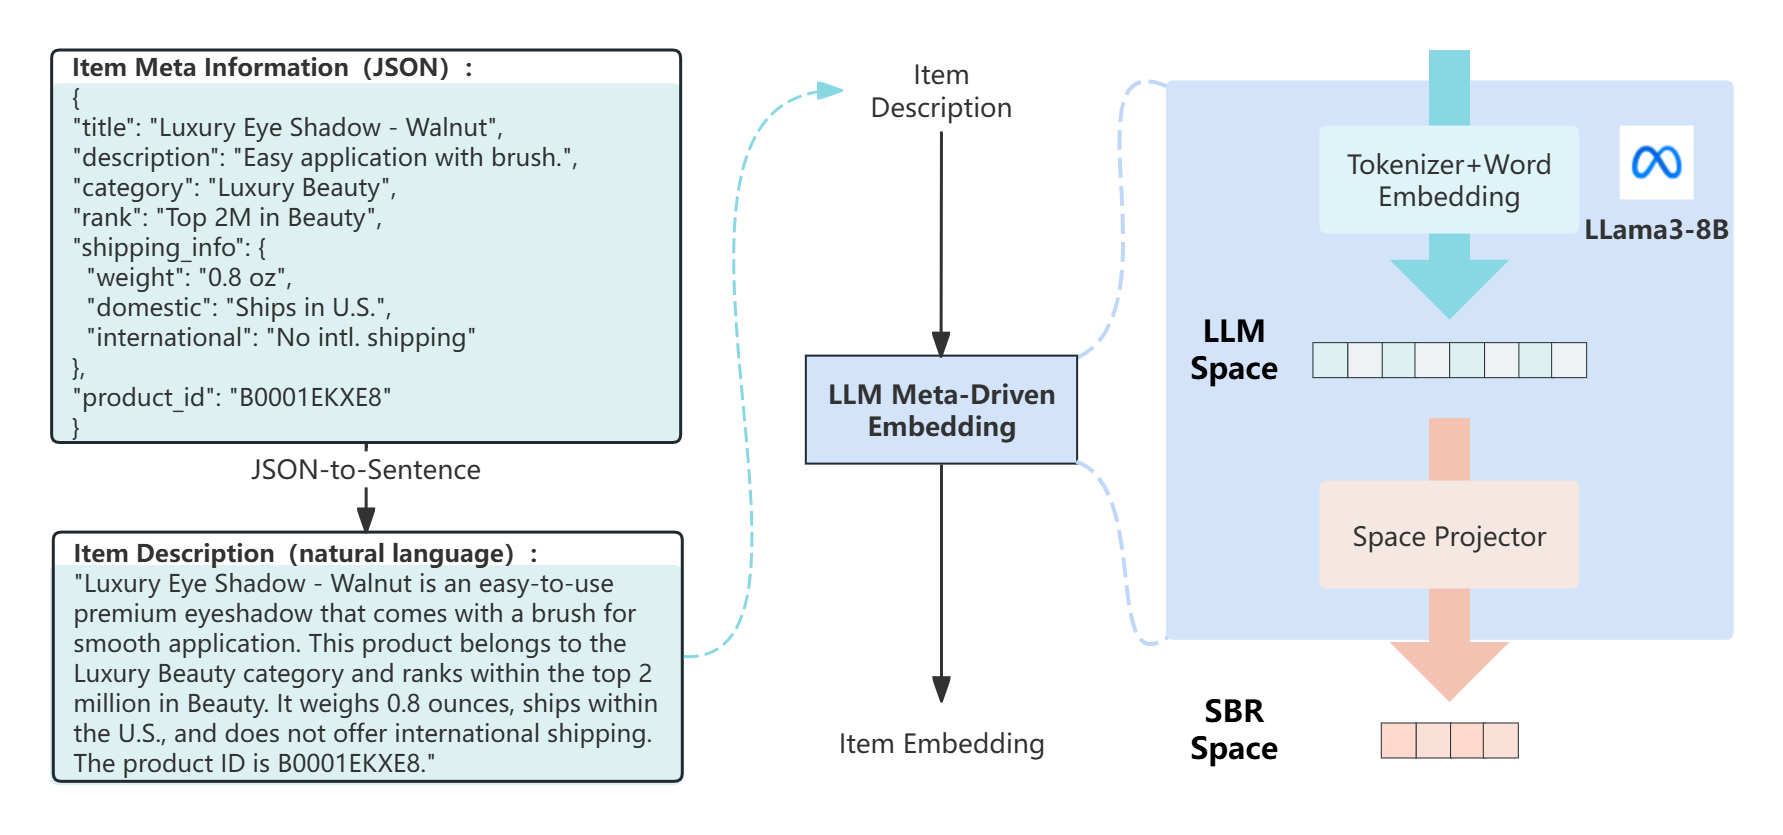 Item Meta Information（JSON）:
{
"title": "Luxury Eye Shadow - Walnut",
"description": "Easy application with brush.",
"category": "Luxury Beauty",
"rank": "Top 2M in Beauty",
"shipping_info": {
"weight": "0.8 oz",
"domestic": "Ships in U.S.",
"international": "No intl. shipping"
},
"product_id": "B0001EKXE8"
}
JSON-to-Sentence
Item Description（natural language）:
"Luxury Eye Shadow - Walnut is an easy-to-use
premium eyeshadow that comes with a brush for
smooth application. This product belongs to the
Luxury Beauty category and ranks within the top 2
million in Beauty. It weighs 0.8 ounces, ships within
the U.S., and does not offer international shipping.
The product ID is B0001EKXE8."
Item
Description
LLM Meta-Driven
Embedding
Item Embedding
Tokenizer+Word
Embedding
LLama3-8B
LLM
Space
Space Projector
SBR
Space